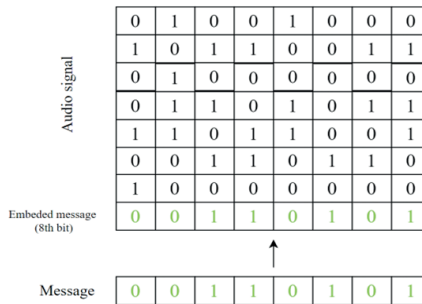 Audio signal
0 1 0 0 1 0 0 0
1 0 1 1 0 0 1 1
0 1 0 0 0 0 0 0
0 1 1 0 1 0 1 1
1 1 0 1 1 0 0 1
0 0 1 1 0 1 1 0
1 0 0 0 0 0 0 0
Embeded message
(8th bit)
0 0 1 1 0 1 0 1
Message
0 0 1 1 0 1 0 1